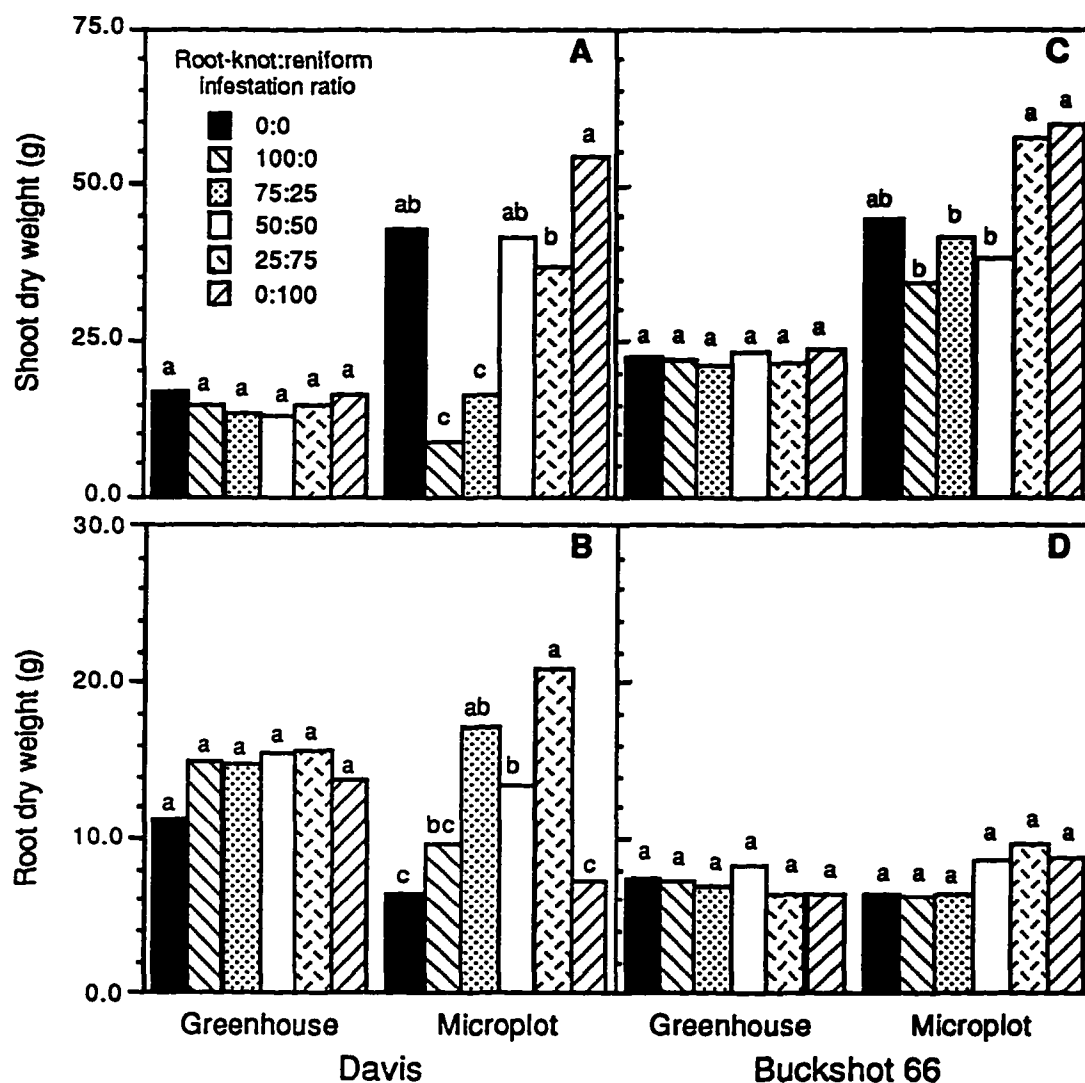 75.0
50.0
25.0
0.0
Shoot dry weight (g)
Root-knot:reniform
infestation ratio
0:0
100:0
75:25
50:50
25:75
0:100
A
a a a a a a
ab c c ab b a
C
a a a a a a
ab b b b a a
30.0
20.0
10.0
0.0
Root dry weight (g)
B
a a a a a a
c bc ab b a c
D
a a a a a a
a a a a a a
Greenhouse Microplot Greenhouse Microplot
Davis Buckshot 66